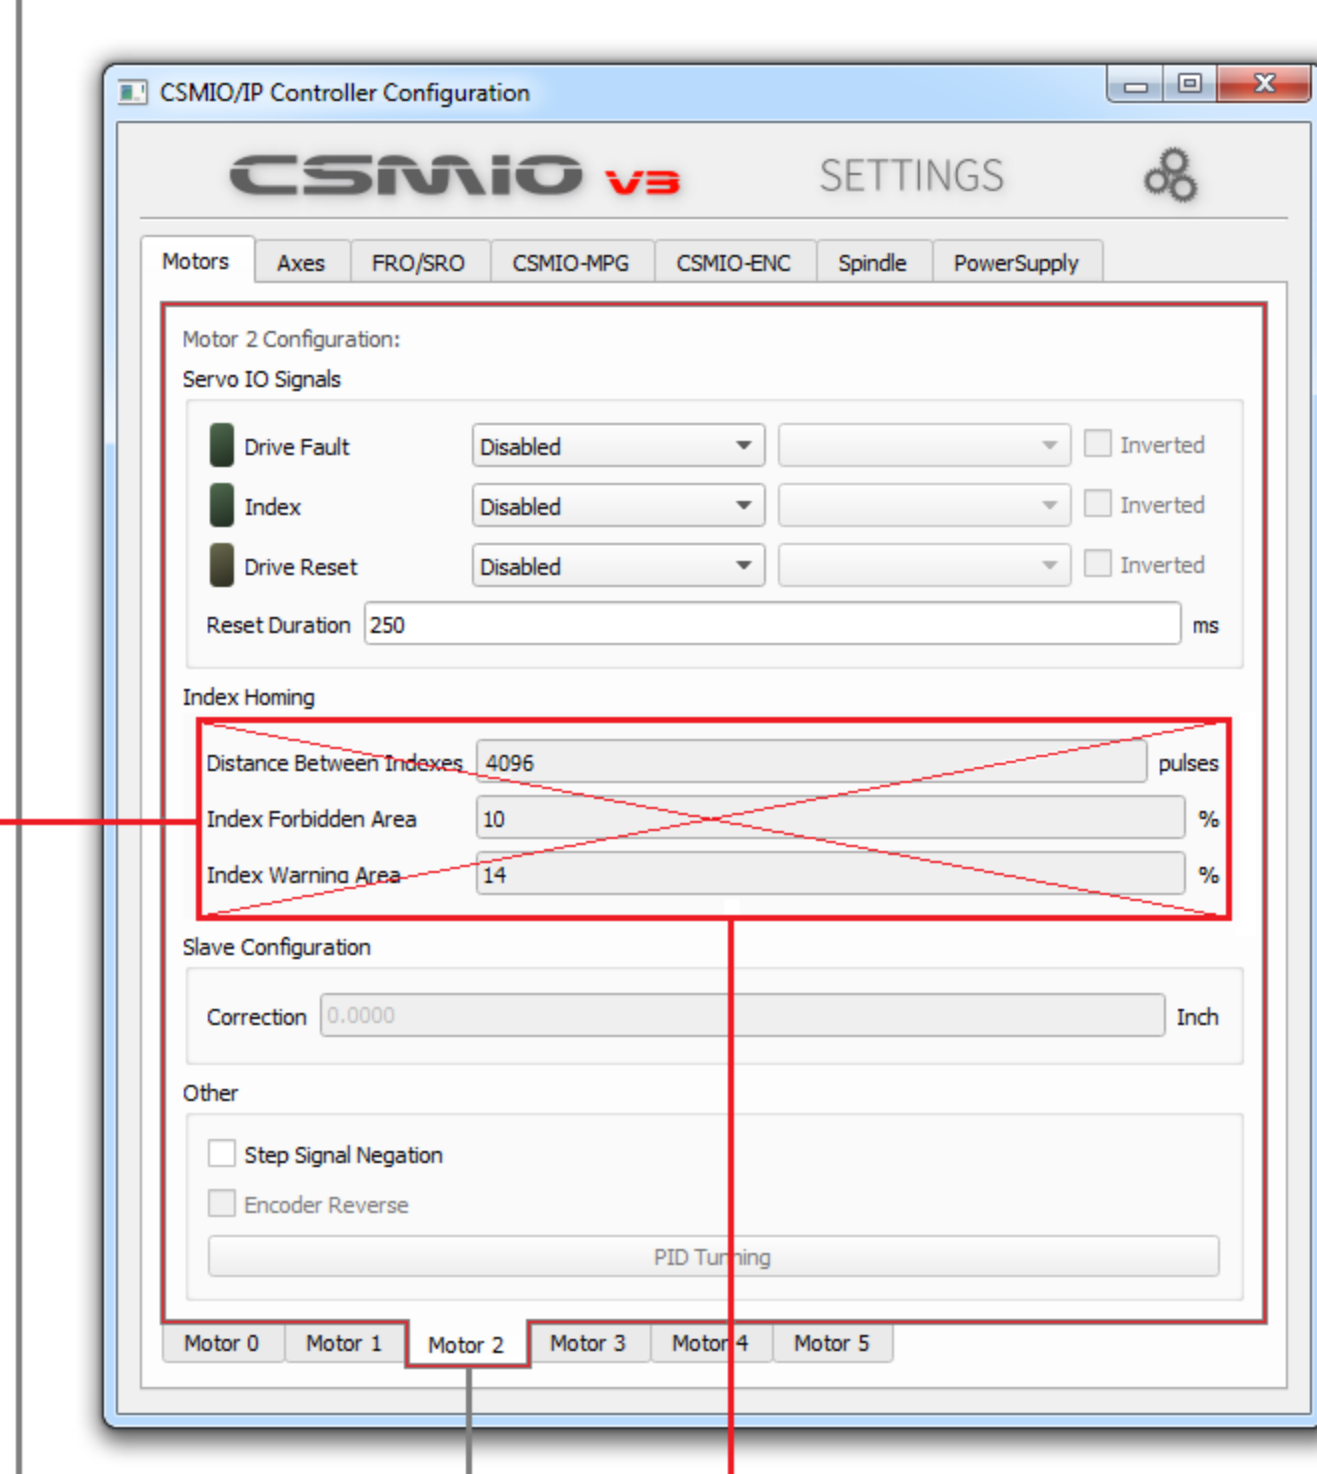 CSMIO/IP Controller Configuration
CSMIO V3 SETTINGS
Motors Axes FRO/SRO CSMIO-MPG CSMIO-ENC Spindle PowerSupply
Motor 2 Configuration:
Servo IO Signals
Drive Fault Disabled Inverted
Index Disabled Inverted
Drive Reset Disabled Inverted
Reset Duration 250 ms
Index Homing
Distance Between Indexes 4096 pulses
Index Forbidden Area 10 %
Index Warning Area 14 %
Slave Configuration
Correction 0.0000 Inch
Other
Step Signal Negation
Encoder Reverse
PID Tunning
Motor 0 Motor 1 Motor 2 Motor 3 Motor 4 Motor 5